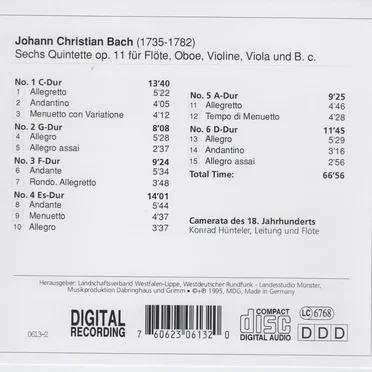 Johann Christian Bach (1735-1782)
Sechs Quintette op. 11 für Flöte, Oboe, Violine, Viola und B. c.
No. 1 C-Dur 13'40
1 Allegretto 5'22
2 Andantino 4'05
3 Menuetto con Variatione 4'12
No. 2 G-Dur 8'08
4 Allegro 5'28
5 Allegro assai 2'37
No. 3 F-Dur 9'24
6 Andante 5'34
7 Rondo. Allegretto 3'48
No. 4 Es-Dur 14'01
8 Andante 5'44
9 Menuetto 4'37
10 Allegro 3'37
No. 5 A-Dur 9'25
11 Allegretto 4'46
12 Tempo di Menuetto 4'28
No. 6 D-Dur 11'45
13 Allegro 5'29
14 Andantino 3'16
15 Allegro assai 2'56
Total Time: 66'56
Camerata des 18. Jahrhunderts
Konrad Hünteler, Leitung und Flöte
Herausgeber: Landschaftsverband Westfalen-Lippe, Westdeutscher Rundfunk - Landesstudio Münster,
Musikproduktion Dabringhaus und Grimm • ©+℗ 1995, MDG, Made in Germany
0613-2
DIGITAL
RECORDING
7 60623 06132 0
COMPACT
disc
DIGITAL AUDIO
LC 6768
DDD